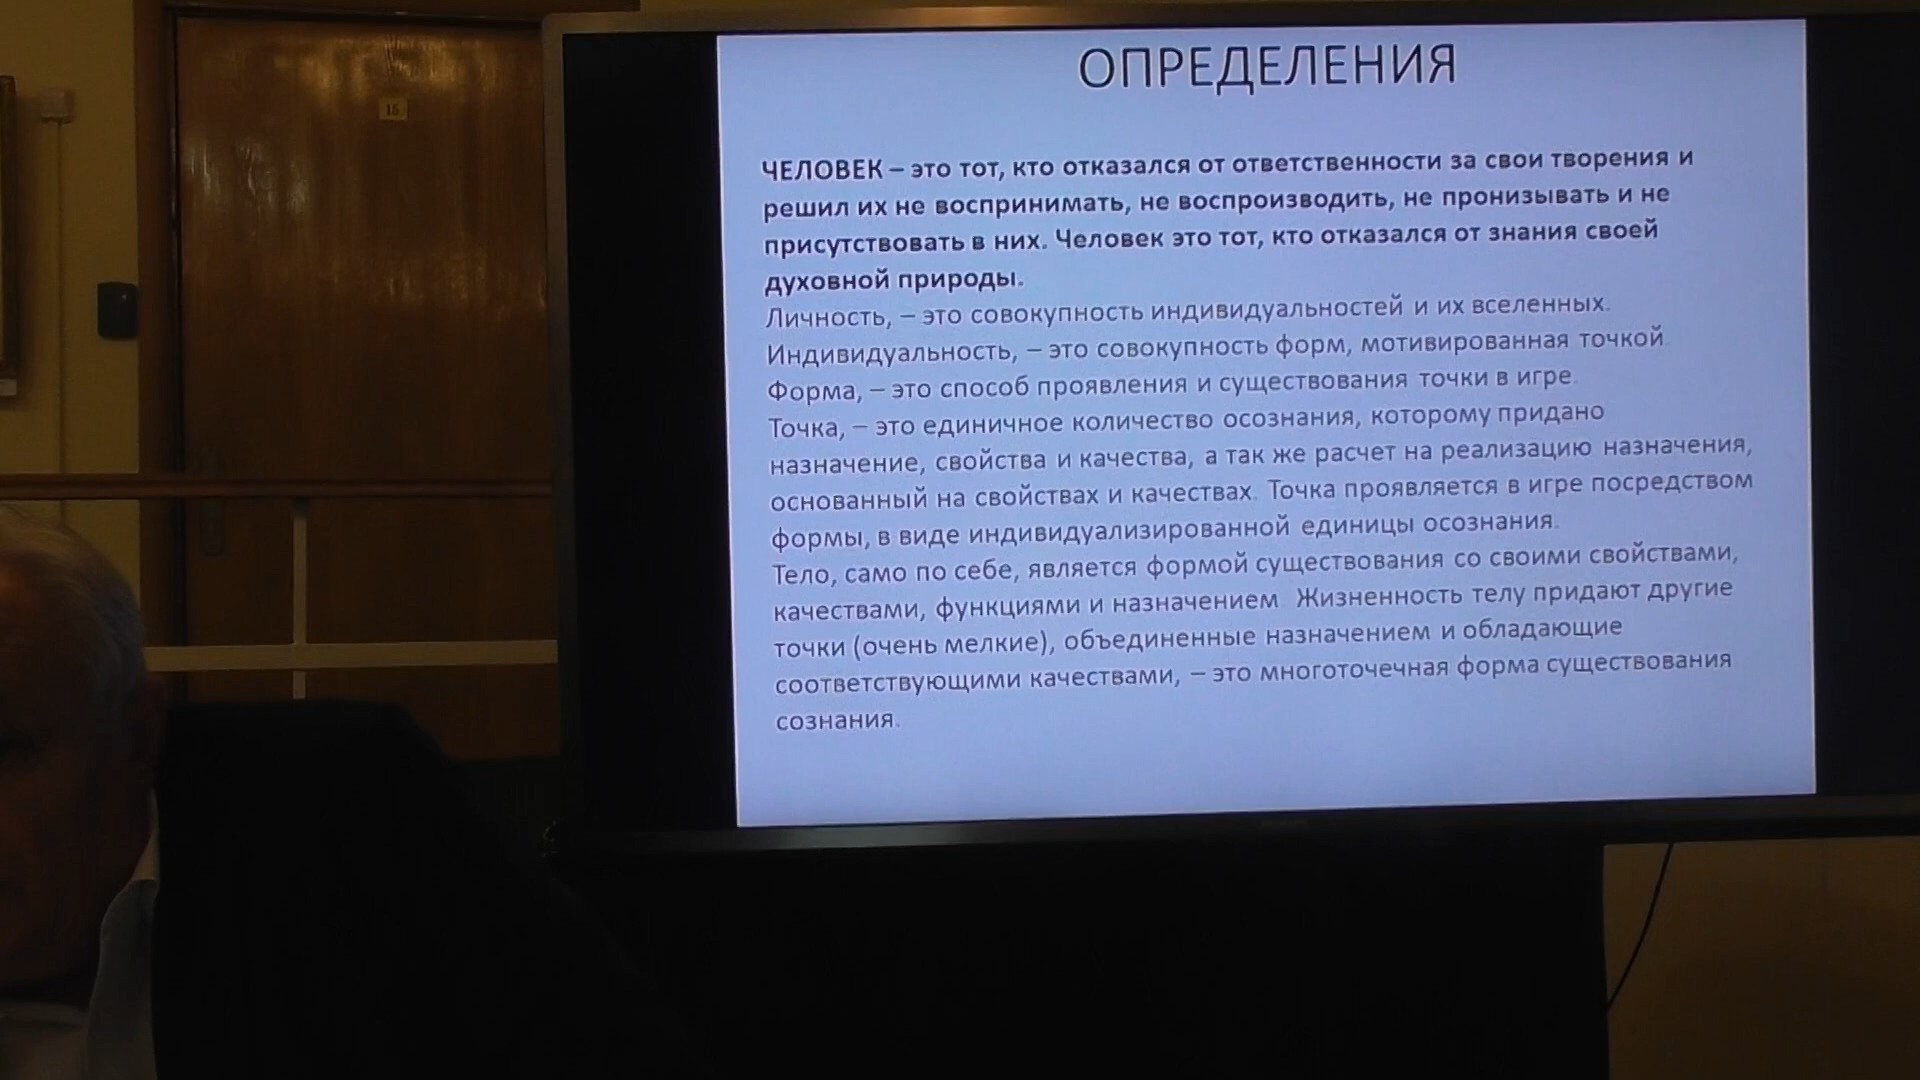 16
ОПРЕДЕЛЕНИЯ
ЧЕЛОВЕК – это тот, кто отказался от ответственности за свои творения и
решил их не воспринимать, не воспроизводить, не пронизывать и не
присутствовать в них. Человек это тот, кто отказался от знания своей
духовной природы.
Личность, – это совокупность индивидуальностей и их вселенных.
Индивидуальность, – это совокупность форм, мотивированная точкой.
Форма, – это способ проявления и существования точки в игре.
Точка, – это единичное количество осознания, которому придано
назначение, свойства и качества, а так же расчет на реализацию назначения,
основанный на свойствах и качествах. Точка проявляется в игре посредством
формы, в виде индивидуализированной единицы осознания.
Тело, само по себе, является формой существования со своими свойствами,
качествами, функциями и назначением. Жизненность телу придают другие
точки (очень мелкие), объединенные назначением и обладающие
соответствующими качествами, – это многоточечная форма существования
сознания.